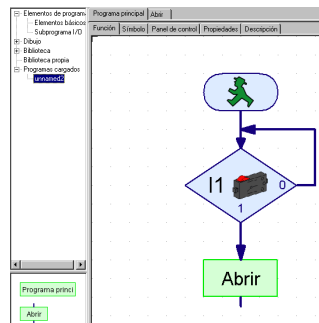 Elementos de program
Elementos básicos
Subprograma I/O
Dibujo
Biblioteca
Biblioteca propia
Programas cargados
unnamed2
Programa princi
Abrir
Programa principal Abrir
Función Símbolo Panel de control Propiedades Descripción
I1 0
1
Abrir